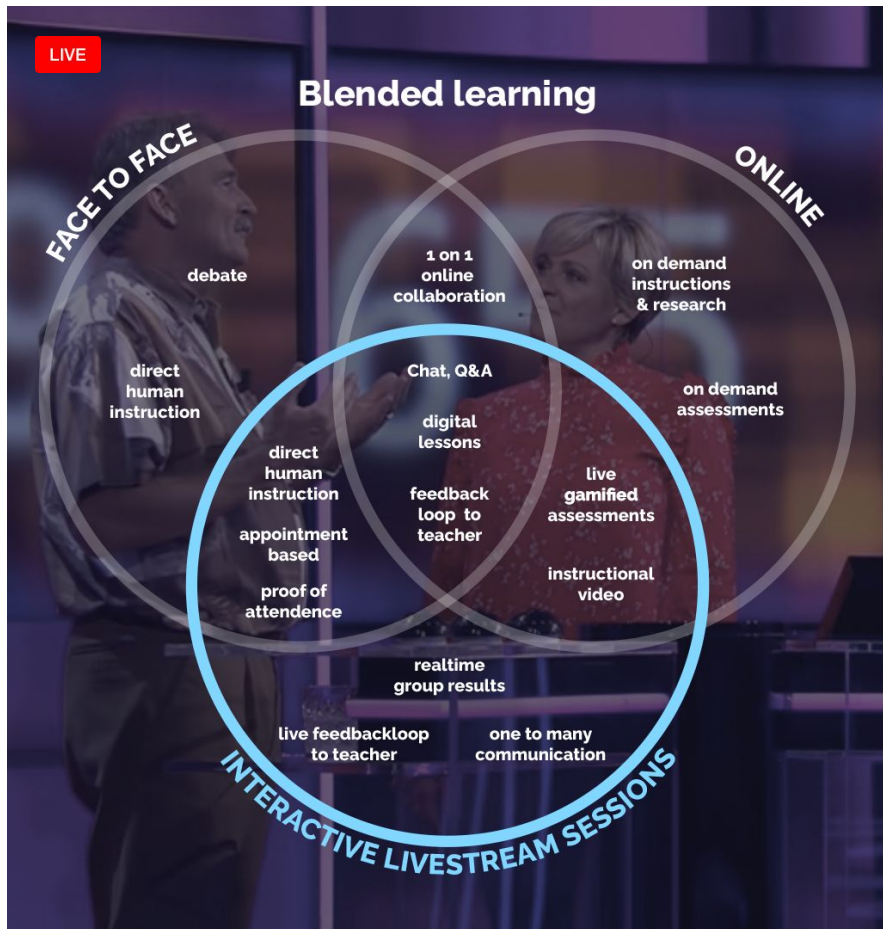 LIVE
Blended learning
FACE TO FACE
ONLINE
debate
1 on 1
online
collaboration
on demand
instructions
& research
direct
human
instruction
Chat, Q&A
on demand
assessments
digital
lessons
direct
human
instruction
live
gamified
assessments
feedback
loop to
teacher
appointment
based
instructional
video
proof of
attendence
realtime
group results
live feedbackloop
to teacher
one to many
communication
INTERACTIVE LIVESTREAM SESSIONS